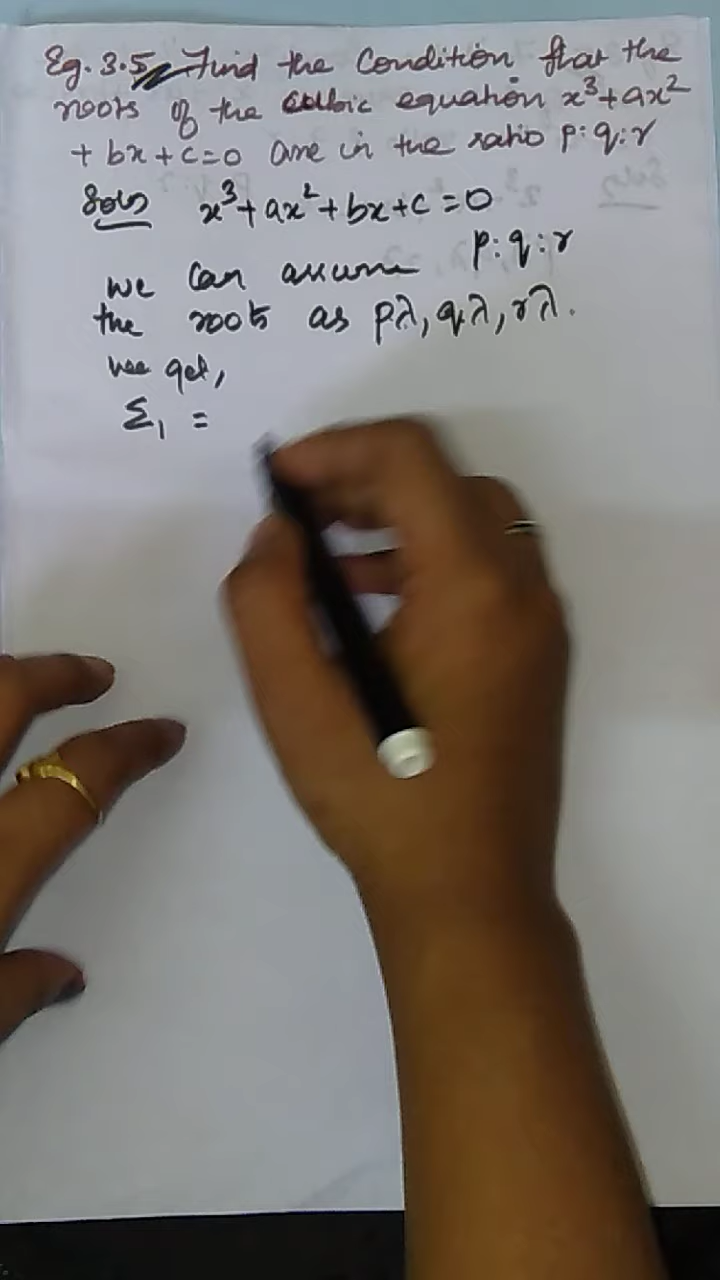 Eg. 3.5 Find the Condition that the
roots of the cubic equation x³+ax²
+ bx+c=0 are in the ratio p:q:r
Soln x³+ax²+bx+c=0
p:q:r
we can assume
the roots as pλ, qλ, rλ.
we get,
Σ₁ =